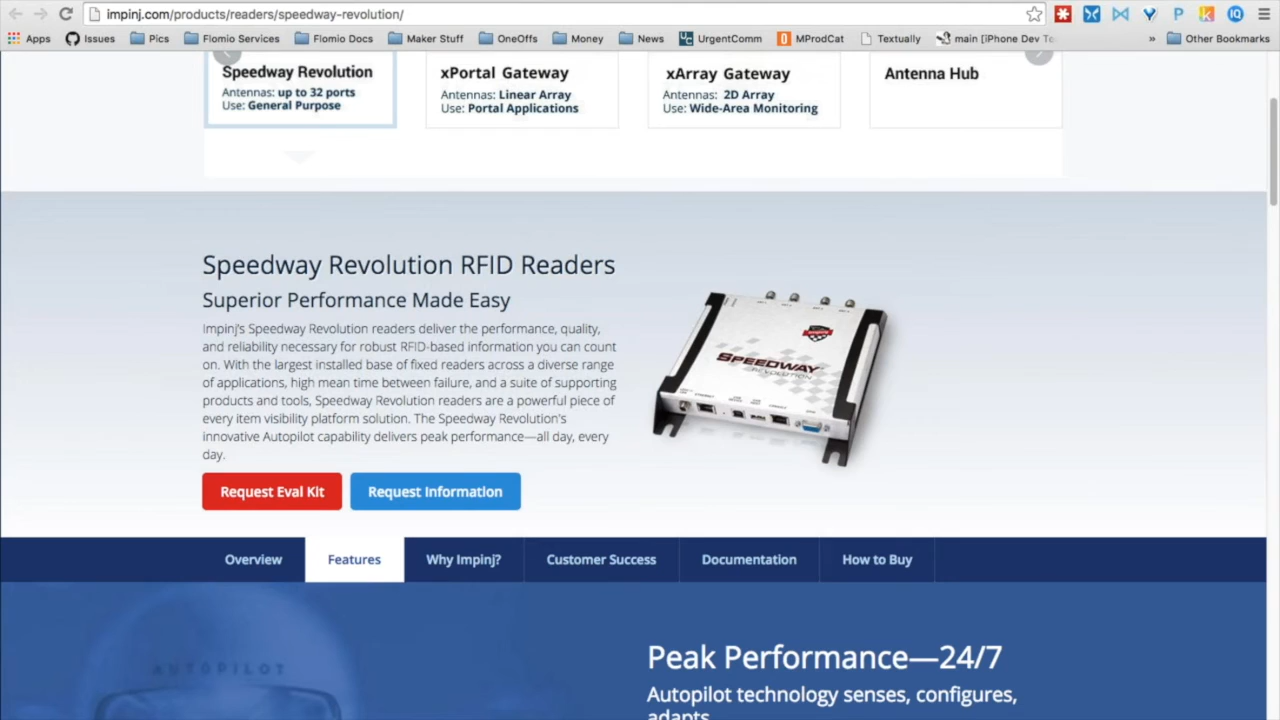 impinj.com/products/readers/speedway-revolution/
Apps Issues Pics Flomio Services Flomio Docs Maker Stuff OneOffs Money News UrgentComm MProdCat Textually main [iPhone Dev Te » Other Bookmarks
Speedway Revolution
Antennas: up to 32 ports
Use: General Purpose
xPortal Gateway
Antennas: Linear Array
Use: Portal Applications
xArray Gateway
Antennas: 2D Array
Use: Wide-Area Monitoring
Antenna Hub
Speedway Revolution RFID Readers
Superior Performance Made Easy
Impinj's Speedway Revolution readers deliver the performance, quality,
and reliability necessary for robust RFID-based information you can count
on. With the largest installed base of fixed readers across a diverse range
of applications, high mean time between failure, and a suite of supporting
products and tools, Speedway Revolution readers are a powerful piece of
every item visibility platform solution. The Speedway Revolution's
innovative Autopilot capability delivers peak performance—all day, every
day.
SPEEDWAY
REVOLUTION
Request Eval Kit Request Information
Overview Features Why Impinj? Customer Success Documentation How to Buy
AUTOPILOT
Peak Performance—24/7
Autopilot technology senses, configures,
adapts